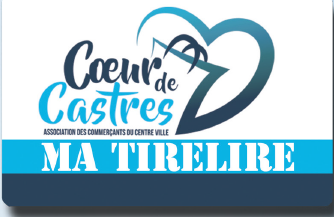 Cœur de
Castres
ASSOCIATION DES COMMERÇANTS DU CENTRE VILLE
MA TIRELIRE